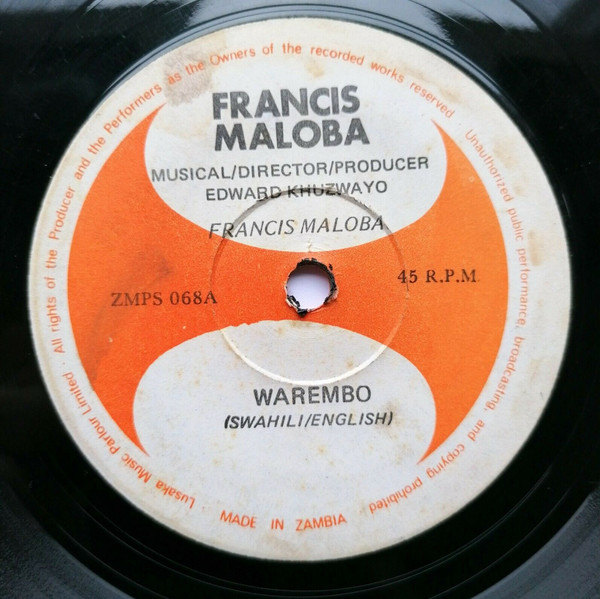 FRANCIS
MALOBA
MUSICAL/DIRECTOR/PRODUCER
EDWARD KHUZWAYO
FRANCIS MALOBA
ZMPS 068A
45 R.P.M.
WAREMBO
(SWAHILI/ENGLISH)
MADE IN ZAMBIA
Lusaka Music Parlour Limited. All rights of the Producer and the Performers as the Owners of the recorded works reserved. Unauthorized public performance, broadcasting, and copying prohibited